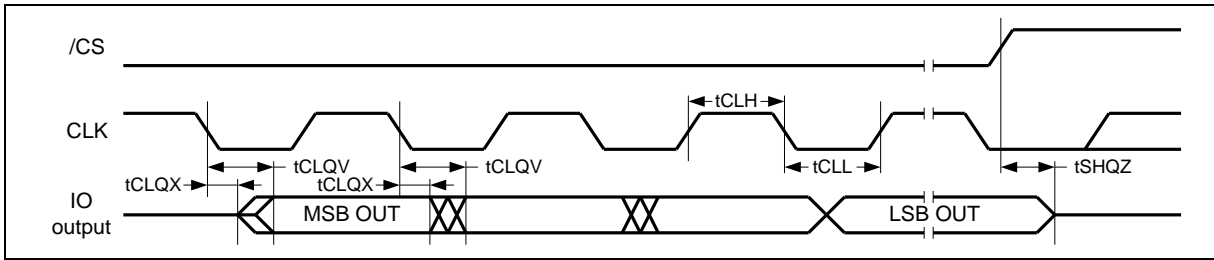 /CS
tCLH
CLK
tCLQV
tCLQV
tCLL
tSHQZ
tCLQX
tCLQX
IO
output
MSB OUT
LSB OUT